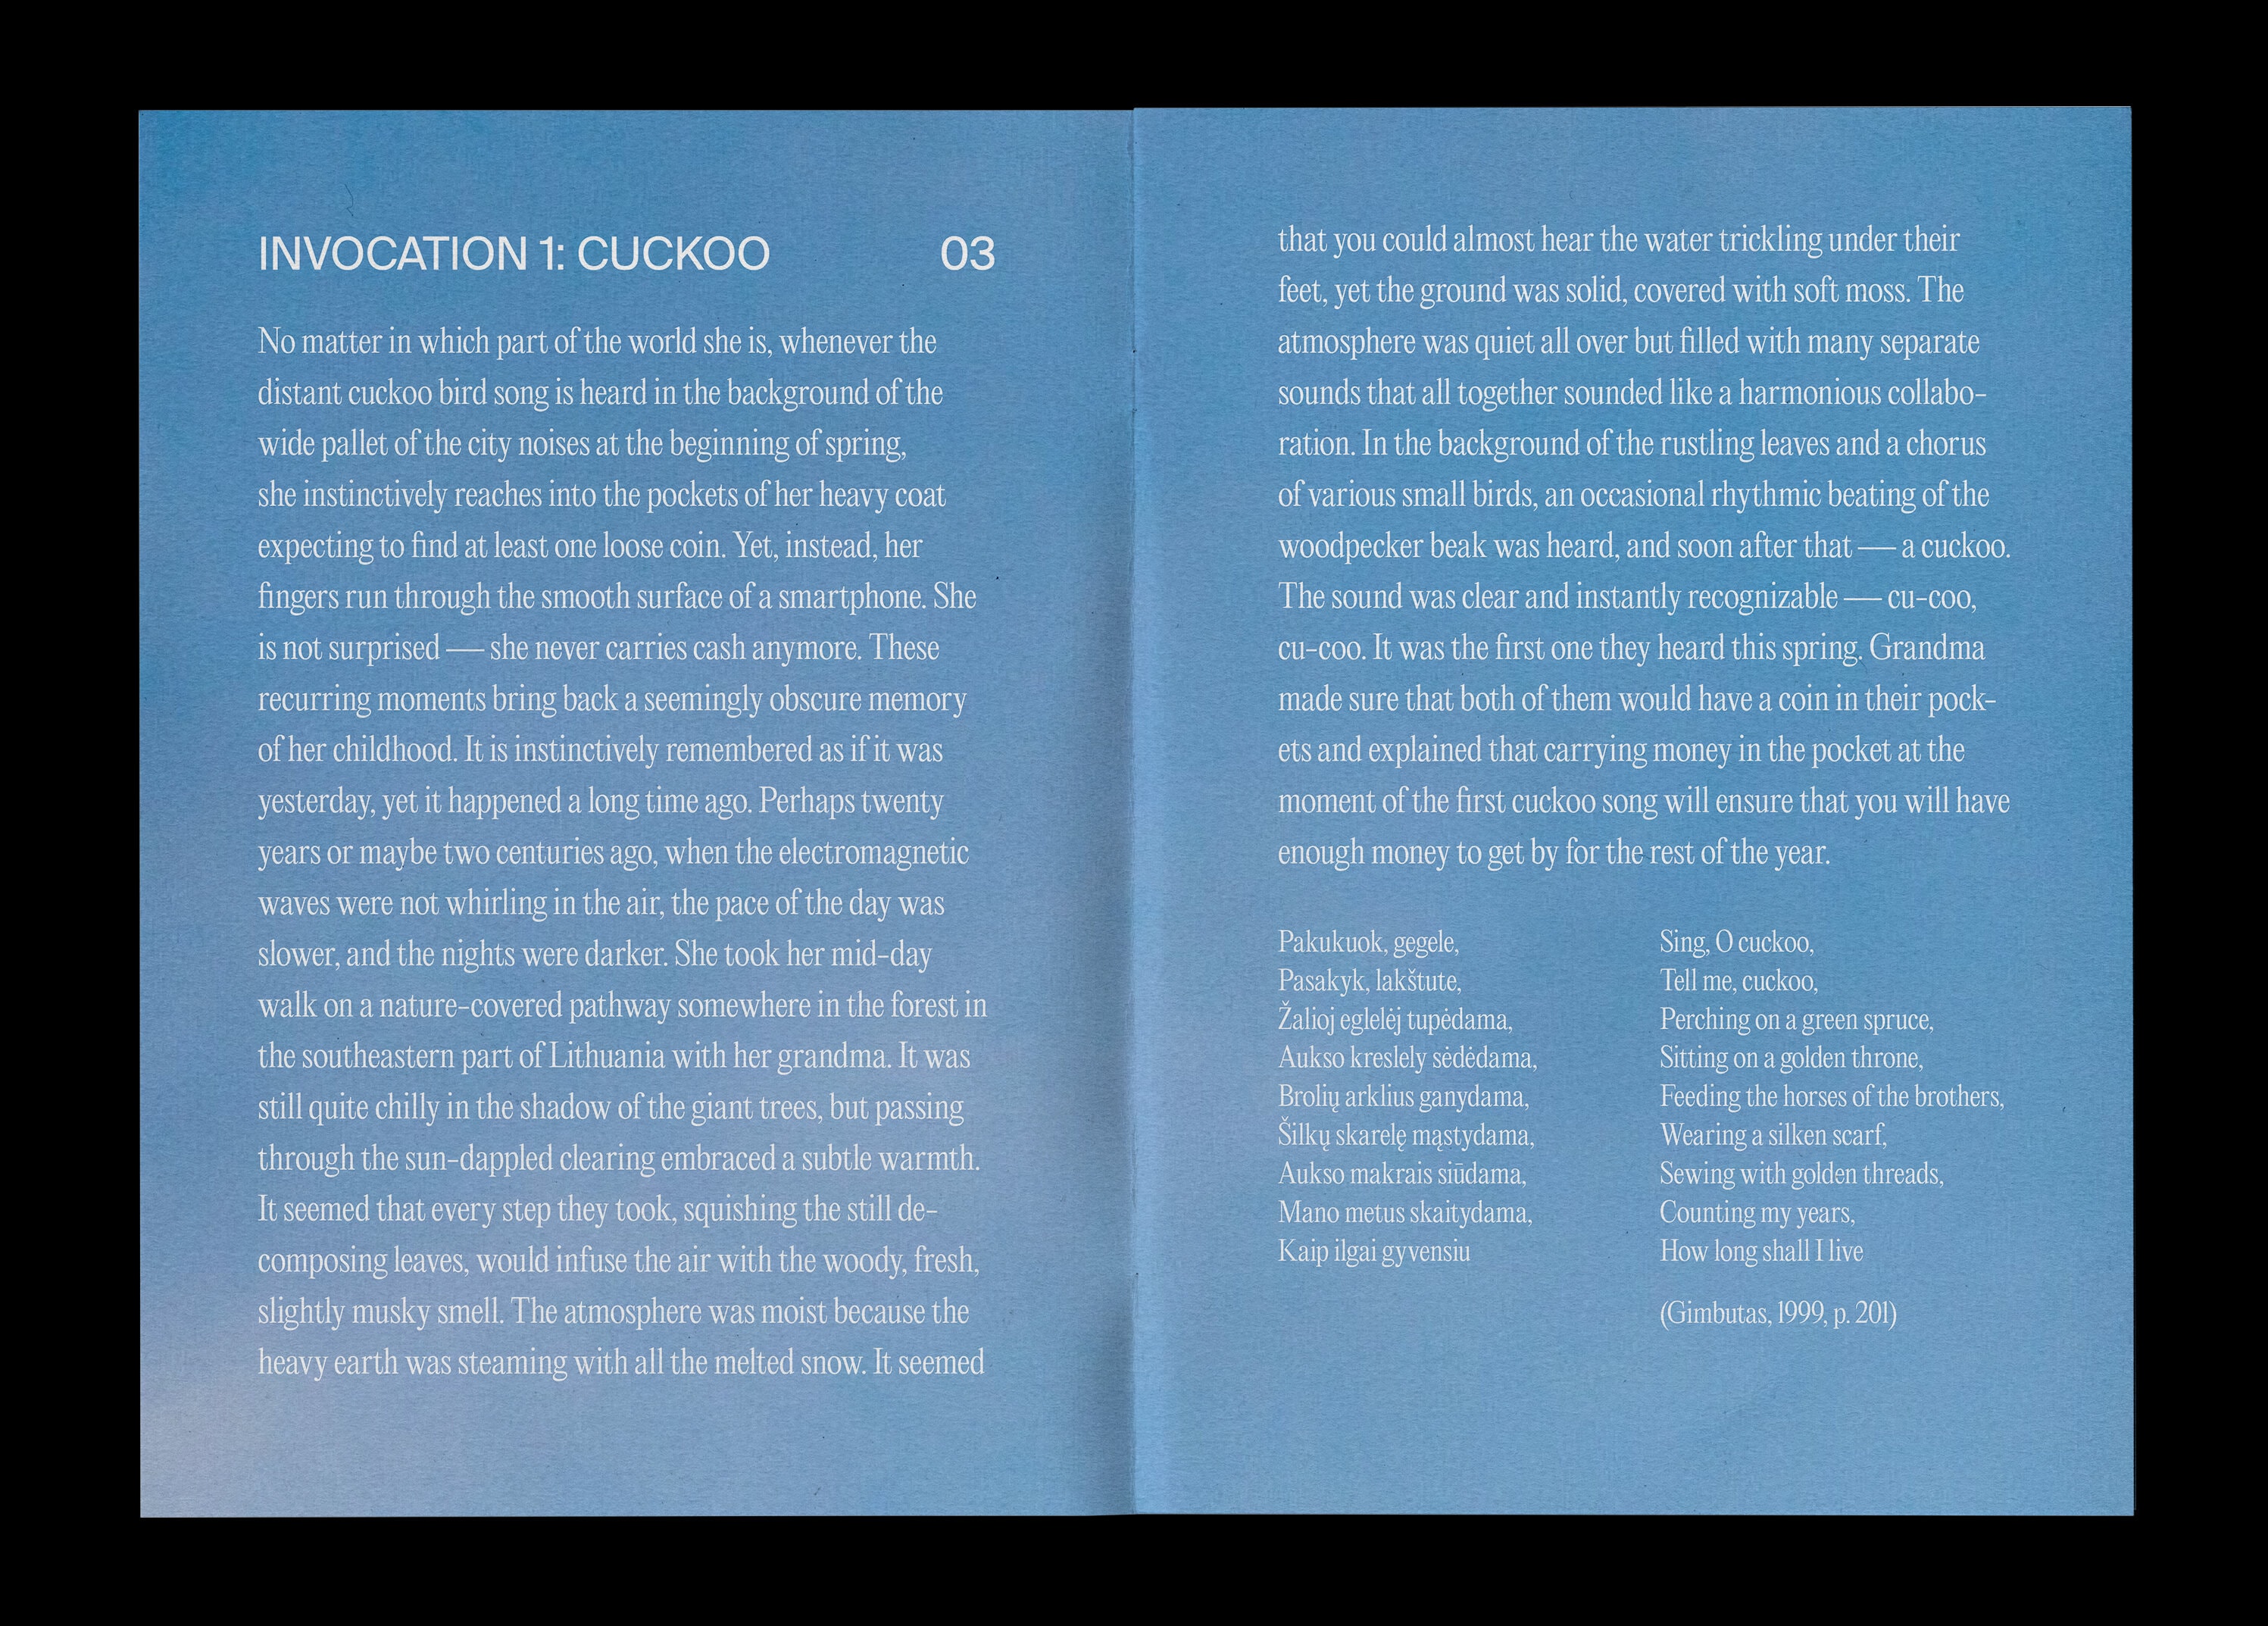 INVOCATION 1: CUCKOO 03
No matter in which part of the world she is, whenever the
distant cuckoo bird song is heard in the background of the
wide pallet of the city noises at the beginning of spring,
she instinctively reaches into the pockets of her heavy coat
expecting to find at least one loose coin. Yet, instead, her
fingers run through the smooth surface of a smartphone. She
is not surprised — she never carries cash anymore. These
recurring moments bring back a seemingly obscure memory
of her childhood. It is instinctively remembered as if it was
yesterday, yet it happened a long time ago. Perhaps twenty
years or maybe two centuries ago, when the electromagnetic
waves were not whirling in the air, the pace of the day was
slower, and the nights were darker. She took her mid-day
walk on a nature-covered pathway somewhere in the forest in
the southeastern part of Lithuania with her grandma. It was
still quite chilly in the shadow of the giant trees, but passing
through the sun-dappled clearing embraced a subtle warmth.
It seemed that every step they took, squishing the still de-
composing leaves, would infuse the air with the woody, fresh,
slightly musky smell. The atmosphere was moist because the
heavy earth was steaming with all the melted snow. It seemed
that you could almost hear the water trickling under their
feet, yet the ground was solid, covered with soft moss. The
atmosphere was quiet all over but filled with many separate
sounds that all together sounded like a harmonious collabo-
ration. In the background of the rustling leaves and a chorus
of various small birds, an occasional rhythmic beating of the
woodpecker beak was heard, and soon after that — a cuckoo.
The sound was clear and instantly recognizable — cu-coo,
cu-coo. It was the first one they heard this spring. Grandma
made sure that both of them would have a coin in their pock-
ets and explained that carrying money in the pocket at the
moment of the first cuckoo song will ensure that you will have
enough money to get by for the rest of the year.
Pakukuok, gegele,
Pasakyk, lakštute,
Žalioj eglelėj tupėdama,
Aukso kreslely sėdėdama,
Brolių arklius ganydama,
Šilkų skarelę mąstydama,
Aukso makrais siūdama,
Mano metus skaitydama,
Kaip ilgai gyvensiu
Sing, O cuckoo,
Tell me, cuckoo,
Perching on a green spruce,
Sitting on a golden throne,
Feeding the horses of the brothers,
Wearing a silken scarf,
Sewing with golden threads,
Counting my years,
How long shall I live
(Gimbutas, 1999, p. 201)